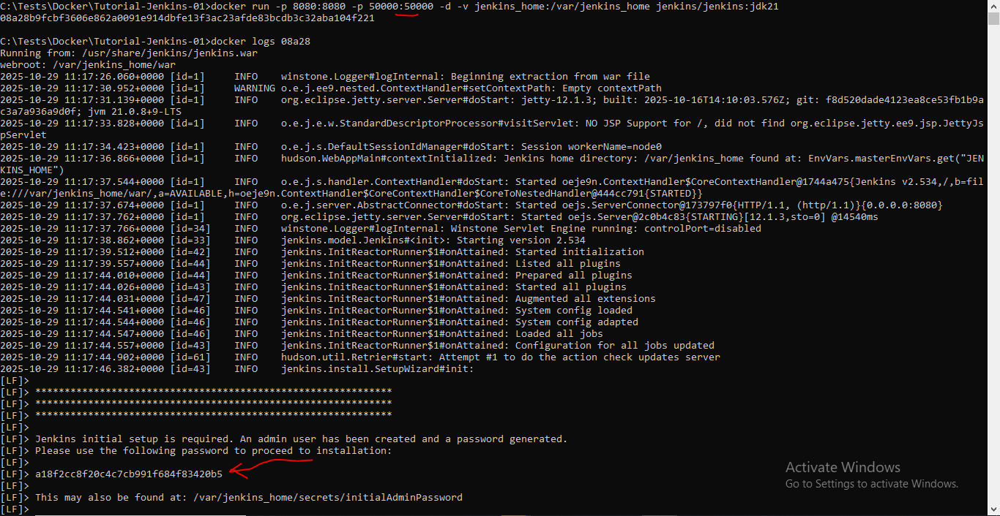 C:\Tests\Docker\Tutorial-Jenkins-01>docker run -p 8080:8080 -p 50000:50000 -d -v jenkins_home:/var/jenkins_home jenkins/jenkins:jdk21
08a28b9fcbf3606e862a0091e914dbfe13f3ac23afde83bcdb3c32aba104f221
C:\Tests\Docker\Tutorial-Jenkins-01>docker logs 08a28
Running from: /usr/share/jenkins/jenkins.war
webroot: /var/jenkins_home/war
2025-10-29 11:17:26.060+0000 [id=1]     INFO    winstone.Logger#logInternal: Beginning extraction from war file
2025-10-29 11:17:30.952+0000 [id=1]     WARNING o.e.j.ee9.nested.ContextHandler#setContextPath: Empty contextPath
2025-10-29 11:17:31.139+0000 [id=1]     INFO    org.eclipse.jetty.server.Server#doStart: jetty-12.1.3; built: 2025-10-16T14:10:03.576Z; git: f8d520dade4123ea8ce53fb1b9a
c3a7a936a9d0f; jvm 21.0.8+9-LTS
2025-10-29 11:17:33.828+0000 [id=1]     INFO    o.e.j.e.w.StandardDescriptorProcessor#visitServlet: NO JSP Support for /, did not find org.eclipse.jetty.ee9.jsp.JettyJs
pServlet
2025-10-29 11:17:34.423+0000 [id=1]     INFO    o.e.j.s.DefaultSessionIdManager#doStart: Session workerName=node0
2025-10-29 11:17:36.866+0000 [id=1]     INFO    hudson.WebAppMain#contextInitialized: Jenkins home directory: /var/jenkins_home found at: EnvVars.masterEnvVars.get("JEN
KINS_HOME")
2025-10-29 11:17:37.544+0000 [id=1]     INFO    o.e.j.s.handler.ContextHandler#doStart: Started oeje9n.ContextHandler$CoreContextHandler@1744a475{Jenkins v2.534,/,b=fil
e:///var/jenkins_home/war/,a=AVAILABLE,h=oeje9n.ContextHandler$CoreContextHandler$CoreToNestedHandler@444cc791{STARTED}}
2025-10-29 11:17:37.674+0000 [id=1]     INFO    o.e.j.server.AbstractConnector#doStart: Started oejs.ServerConnector@173797f0{HTTP/1.1, (http/1.1)}{0.0.0.0:8080}
2025-10-29 11:17:37.762+0000 [id=1]     INFO    org.eclipse.jetty.server.Server#doStart: Started oejs.Server@2c0b4c83{STARTING}[12.1.3,sto=0] @14540ms
2025-10-29 11:17:37.766+0000 [id=34]    INFO    winstone.Logger#logInternal: Winstone Servlet Engine running: controlPort=disabled
2025-10-29 11:17:38.862+0000 [id=33]    INFO    jenkins.model.Jenkins#<init>: Starting version 2.534
2025-10-29 11:17:39.512+0000 [id=42]    INFO    jenkins.InitReactorRunner$1#onAttained: Started initialization
2025-10-29 11:17:39.557+0000 [id=44]    INFO    jenkins.InitReactorRunner$1#onAttained: Listed all plugins
2025-10-29 11:17:44.010+0000 [id=44]    INFO    jenkins.InitReactorRunner$1#onAttained: Prepared all plugins
2025-10-29 11:17:44.026+0000 [id=43]    INFO    jenkins.InitReactorRunner$1#onAttained: Started all plugins
2025-10-29 11:17:44.031+0000 [id=47]    INFO    jenkins.InitReactorRunner$1#onAttained: Augmented all extensions
2025-10-29 11:17:44.541+0000 [id=46]    INFO    jenkins.InitReactorRunner$1#onAttained: System config loaded
2025-10-29 11:17:44.544+0000 [id=46]    INFO    jenkins.InitReactorRunner$1#onAttained: System config adapted
2025-10-29 11:17:44.547+0000 [id=46]    INFO    jenkins.InitReactorRunner$1#onAttained: Loaded all jobs
2025-10-29 11:17:44.557+0000 [id=43]    INFO    jenkins.InitReactorRunner$1#onAttained: Configuration for all jobs updated
2025-10-29 11:17:44.902+0000 [id=61]    INFO    hudson.util.Retrier#start: Attempt #1 to do the action check updates server
2025-10-29 11:17:46.382+0000 [id=43]    INFO    jenkins.install.SetupWizard#init:
[LF]>
[LF]> *************************************************************
[LF]> *************************************************************
[LF]> *************************************************************
[LF]>
[LF]> Jenkins initial setup is required. An admin user has been created and a password generated.
[LF]> Please use the following password to proceed to installation:
[LF]>
[LF]> a18f2cc8f20c4c7cb991f684f83420b5
[LF]>
[LF]> This may also be found at: /var/jenkins_home/secrets/initialAdminPassword
[LF]>
Activate Windows
Go to Settings to activate Windows.